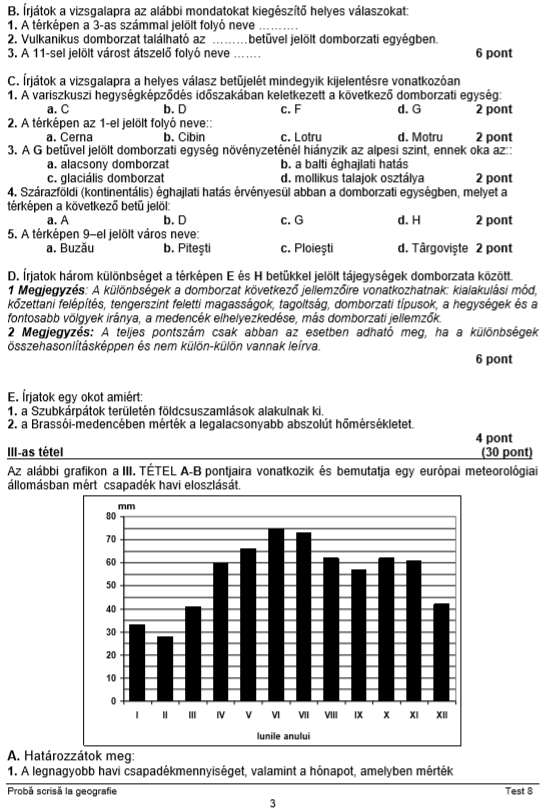 B. Írjátok a vizsgalapra az alábbi mondatokat kiegészítő helyes válaszokat:
1. A térképen a 3-as számmal jelölt folyó neve ……….
2. Vulkanikus domborzat található az ………betűvel jelölt domborzati egyégben.
3. A 11-sel jelölt várost átszelő folyó neve ……. 6 pont
C. Írjátok a vizsgalapra a helyes válasz betűjelét mindegyik kijelentésre vonatkozóan
1. A variszkuszi hegységképződés időszakában keletkezett a következő domborzati egység:
a. C b. D c. F d. G 2 pont
2. A térképen az 1-el jelölt folyó neve::
a. Cerna b. Cibin c. Lotru d. Motru 2 pont
3. A G betűvel jelölt domborzati egység növényzeténél hiányzik az alpesi szint, ennek oka az::
a. alacsony domborzat b. a balti éghajlati hatás
c. glaciális domborzat d. mollikus talajok osztálya 2 pont
4. Szárazföldi (kontinentális) éghajlati hatás érvényesül abban a domborzati egységben, melyet a
térképen a következő betű jelöl:
a. A b. D c. G d. H 2 pont
5. A térképen 9–el jelölt város neve:
a. Buzău b. Pitești c. Ploiești d. Târgoviște 2 pont
D. Írjatok három különbséget a térképen E és H betűkkel jelölt tájegységek domborzata között.
1 Megjegyzés: A különbségek a domborzat következő jellemzőire vonatkozhatnak: kialakulási mód,
kőzettani felépítés, tengerszint feletti magasságok, tagoltság, domborzati típusok, a hegységek és a
fontosabb völgyek iránya, a medencék elhelyezkedése, más domborzati jellemzők.
2 Megjegyzés: A teljes pontszám csak abban az esetben adható meg, ha a különbségek
összehasonlításképpen és nem külön-külön vannak leírva.
6 pont
E. Írjatok egy okot amiért:
1. a Szubkárpátok területén földcsuszamlások alakulnak ki.
2. a Brassói-medencében mérték a legalacsonyabb abszolút hőmérsékletet.
4 pont
III-as tétel (30 pont)
Az alábbi grafikon a III. TÉTEL A-B pontjaira vonatkozik és bemutatja egy európai meteorológiai
állomásban mért csapadék havi eloszlását.
mm
80
70
60
50
40
30
20
10
0
I II III IV V VI VII VIII IX X XI XII
lunile anului
A. Határozzátok meg:
1. A legnagyobb havi csapadékmennyiséget, valamint a hónapot, amelyben mérték
Probă scrisă la geografie Test 8
3